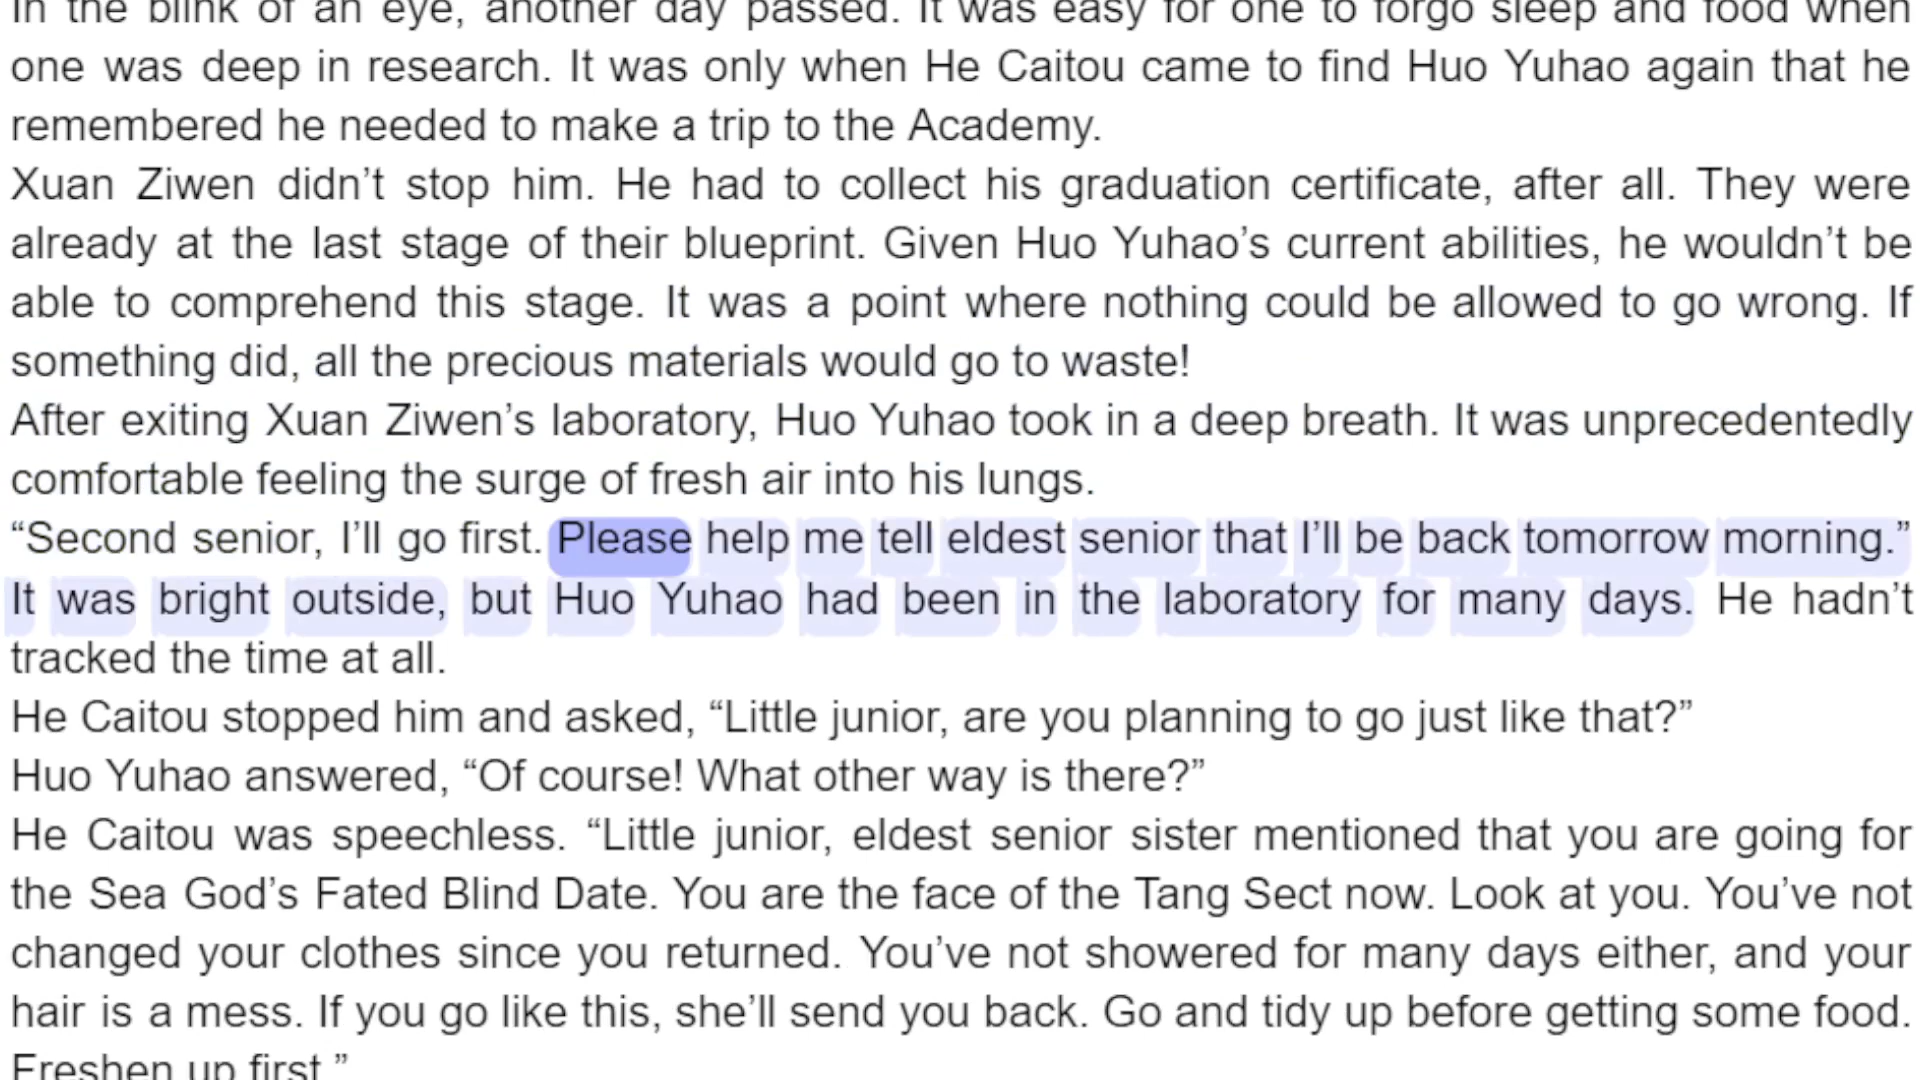 In the blink of an eye, another day passed. It was easy for one to forgo sleep and food when
one was deep in research. It was only when He Caitou came to find Huo Yuhao again that he
remembered he needed to make a trip to the Academy.
Xuan Ziwen didn’t stop him. He had to collect his graduation certificate, after all. They were
already at the last stage of their blueprint. Given Huo Yuhao’s current abilities, he wouldn’t be
able to comprehend this stage. It was a point where nothing could be allowed to go wrong. If
something did, all the precious materials would go to waste!
After exiting Xuan Ziwen’s laboratory, Huo Yuhao took in a deep breath. It was unprecedentedly
comfortable feeling the surge of fresh air into his lungs.
“Second senior, I’ll go first. Please help me tell eldest senior that I’ll be back tomorrow morning.”
It was bright outside, but Huo Yuhao had been in the laboratory for many days. He hadn’t
tracked the time at all.
He Caitou stopped him and asked, “Little junior, are you planning to go just like that?”
Huo Yuhao answered, “Of course! What other way is there?”
He Caitou was speechless. “Little junior, eldest senior sister mentioned that you are going for
the Sea God’s Fated Blind Date. You are the face of the Tang Sect now. Look at you. You’ve not
changed your clothes since you returned. You’ve not showered for many days either, and your
hair is a mess. If you go like this, she’ll send you back. Go and tidy up before getting some food.
Freshen up first.”